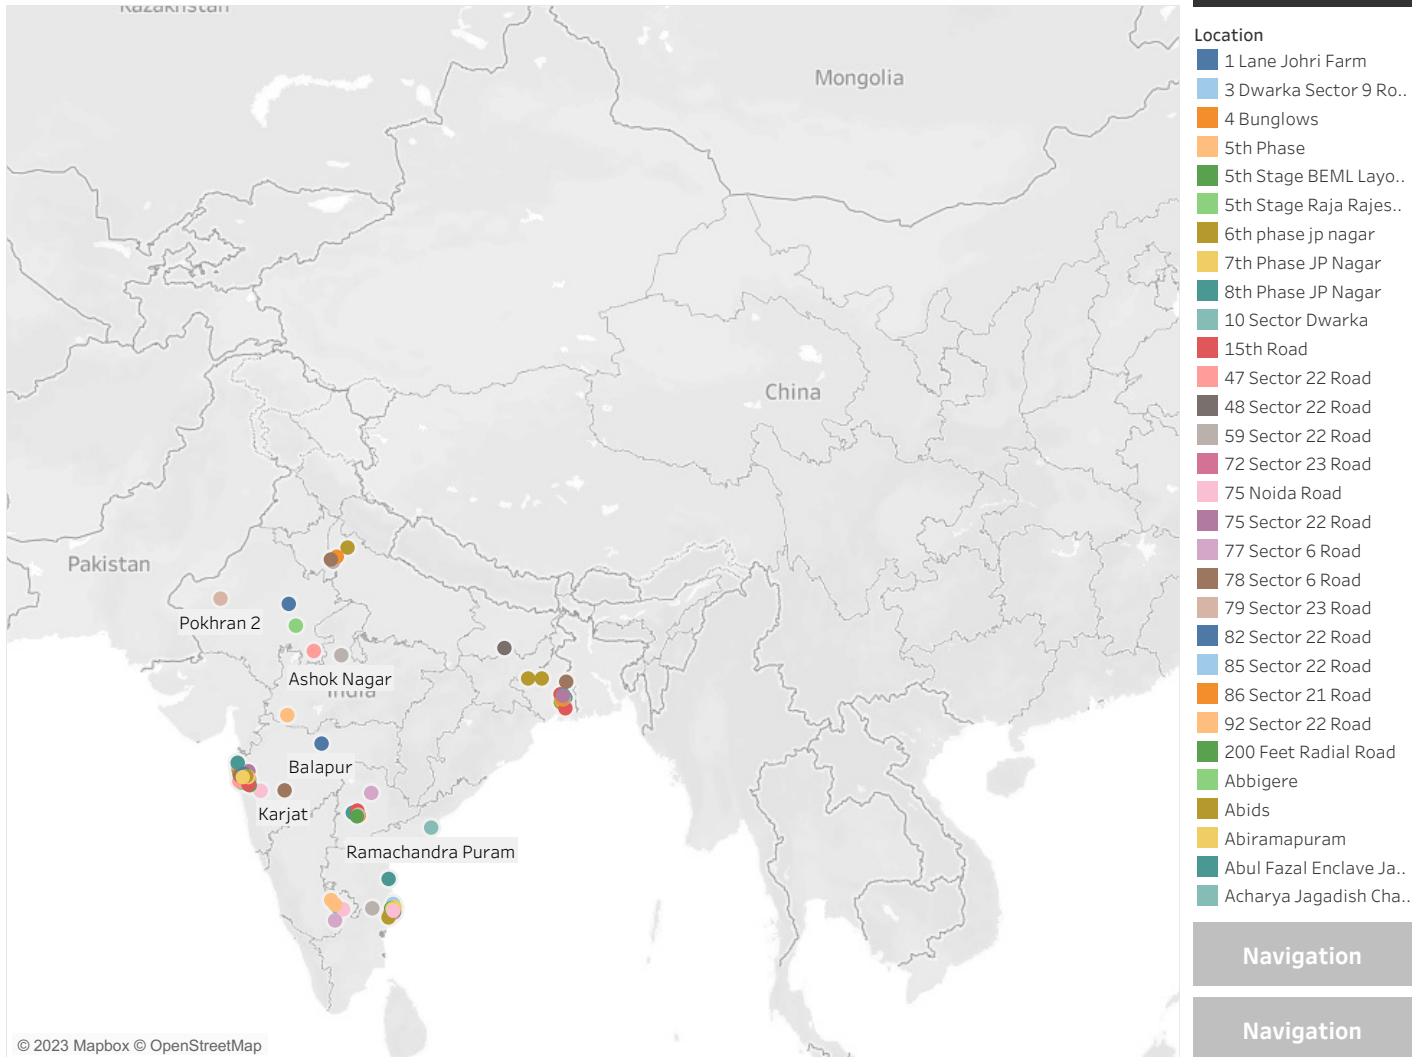 Kazakhstan
Mongolia
China
Pakistan
Pokhran 2
Ashok Nagar
India
Balapur
Karjat
Ramachandra Puram
© 2023 Mapbox © OpenStreetMap
Location
1 Lane Johri Farm
3 Dwarka Sector 9 Ro..
4 Bunglows
5th Phase
5th Stage BEML Layo..
5th Stage Raja Rajes..
6th phase jp nagar
7th Phase JP Nagar
8th Phase JP Nagar
10 Sector Dwarka
15th Road
47 Sector 22 Road
48 Sector 22 Road
59 Sector 22 Road
72 Sector 23 Road
75 Noida Road
75 Sector 22 Road
77 Sector 6 Road
78 Sector 6 Road
79 Sector 23 Road
82 Sector 22 Road
85 Sector 22 Road
86 Sector 21 Road
92 Sector 22 Road
200 Feet Radial Road
Abbigere
Abids
Abiramapuram
Abul Fazal Enclave Ja..
Acharya Jagadish Cha..
Navigation
Navigation